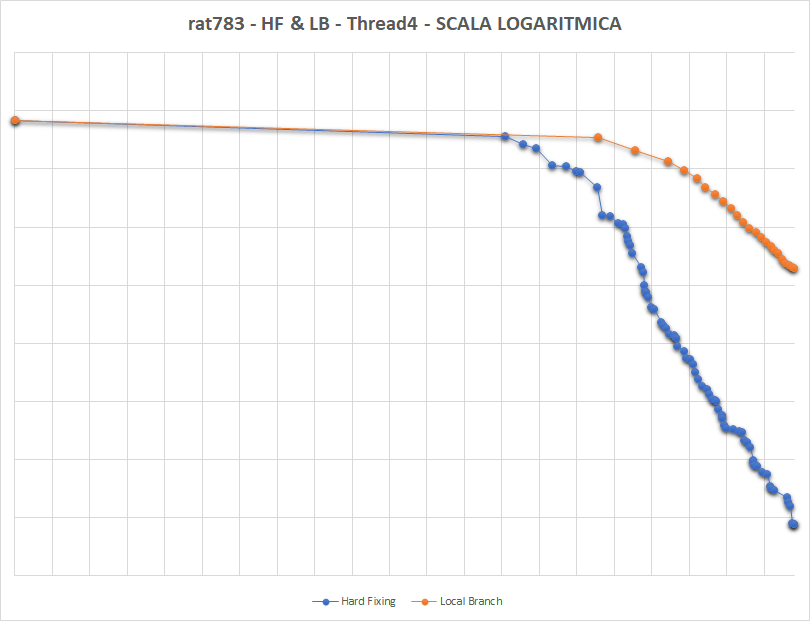 rat783 - HF & LB - Thread4 - SCALA LOGARITMICA
Hard Fixing
Local Branch